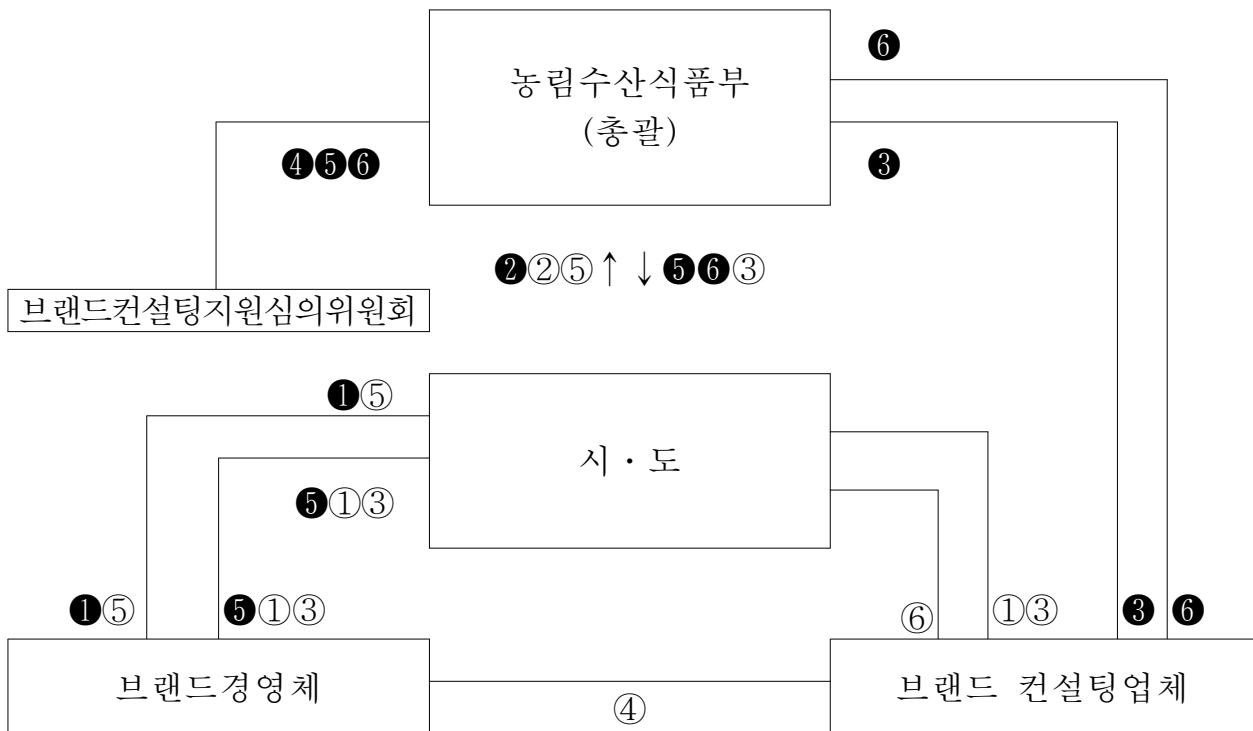 ❻
농림수산식품부
(총괄)
❹❺❻
❸
❷②⑤↑ ↓❺❻③
브랜드컨설팅지원심의위원회
❶⑤
시 · 도
❺①③
❶⑤ ❺①③ ⑥ ①③ ❸ ❻
브랜드경영체
브랜드 컨설팅업체
④